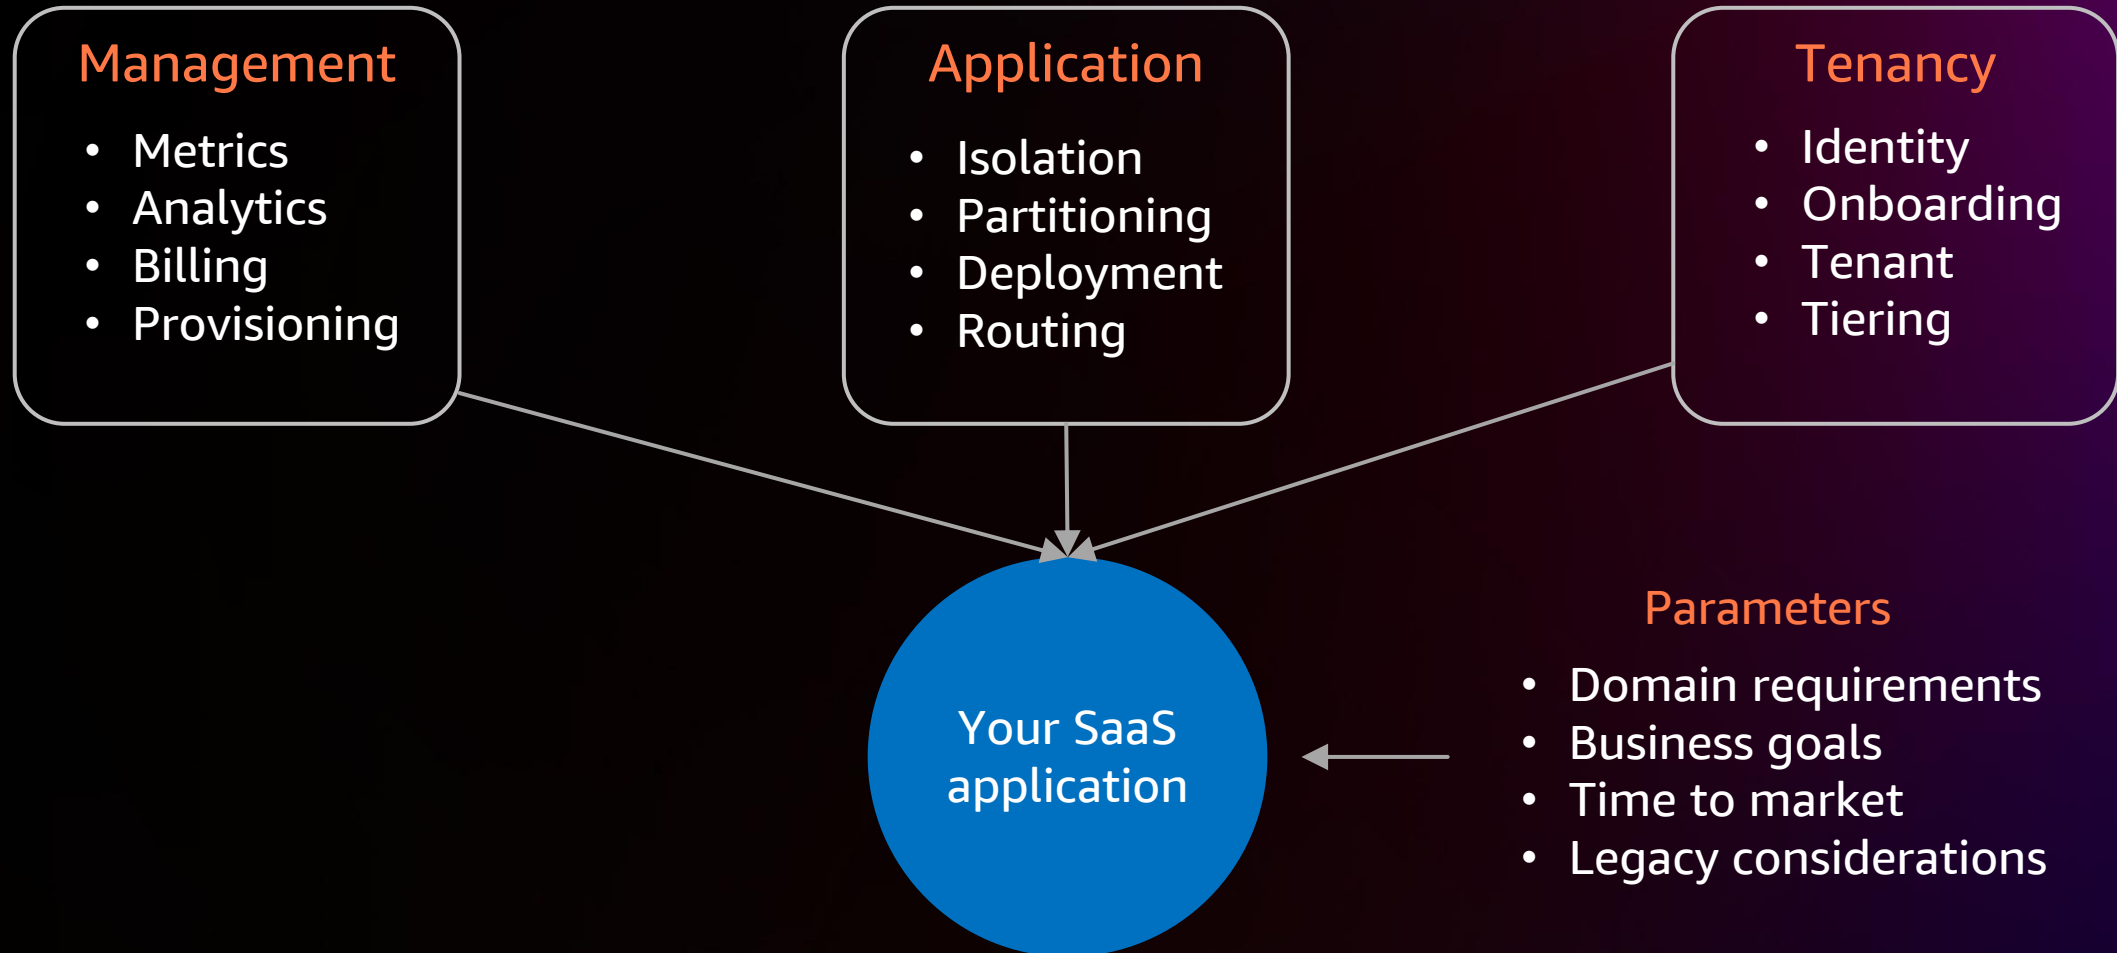 Management
• Metrics
• Analytics
• Billing
• Provisioning
Application
• Isolation
• Partitioning
• Deployment
• Routing
Tenancy
• Identity
• Onboarding
• Tenant
• Tiering
Your SaaS
application
Parameters
• Domain requirements
• Business goals
• Time to market
• Legacy considerations